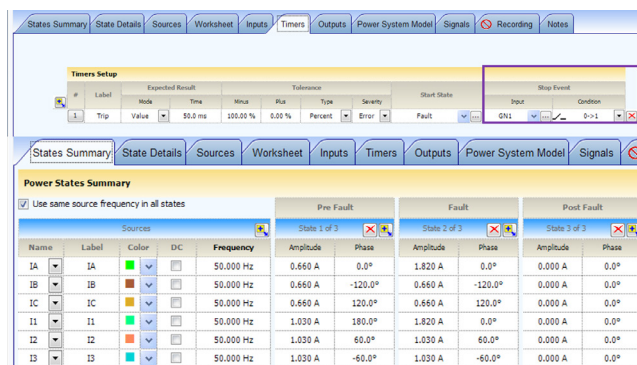 States Summary State Details Sources Worksheet Inputs Timers Outputs Power System Model Signals Recording Notes
Timers Setup
# Label Expected Result Tolerance Start State Stop Event
Mode Time Minus Plus Type Severity Input Condition
1 Trip Value 50.0 ms 100.00 % 0.00 % Percent Error Fault ... GN1 ... 0->1
States Summary State Details Sources Worksheet Inputs Timers Outputs Power System Model Signals
Power States Summary
Use same source frequency in all states Pre Fault Fault Post Fault
Sources State 1 of 3 State 2 of 3 State 3 of 3
Name Label Color DC Frequency Amplitude Phase Amplitude Phase Amplitude Phase
IA IA 50.000 Hz 0.660 A 0.0° 1.820 A 0.0° 0.000 A 0.0°
IB IB 50.000 Hz 0.660 A -120.0° 0.660 A -120.0° 0.000 A 0.0°
IC IC 50.000 Hz 0.660 A 120.0° 0.660 A 120.0° 0.000 A 0.0°
I1 I1 50.000 Hz 1.030 A 180.0° 1.820 A 0.0° 0.000 A 0.0°
I2 I2 50.000 Hz 1.030 A 60.0° 1.030 A 60.0° 0.000 A 0.0°
I3 I3 50.000 Hz 1.030 A -60.0° 1.030 A -60.0° 0.000 A 0.0°